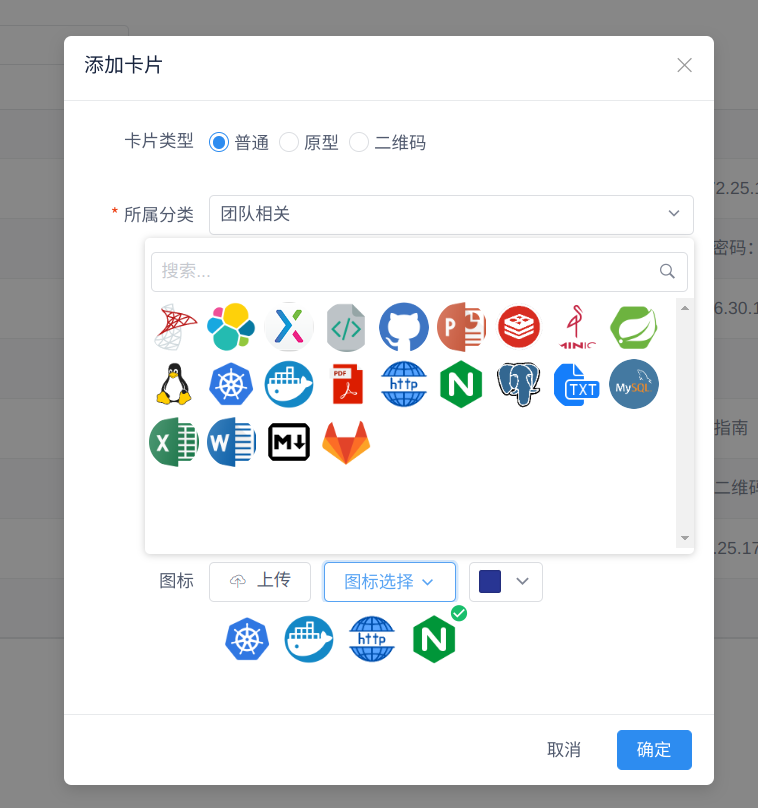 添加卡片
卡片类型 普通 原型 二维码
* 所属分类 团队相关
72.25.1
密码：
搜索...
6.30.1
P MINIC
PDF http N TXT MySQL
X W M
指南
二维码
.25.17
图标 上传 图标选择
http N
取消 确定